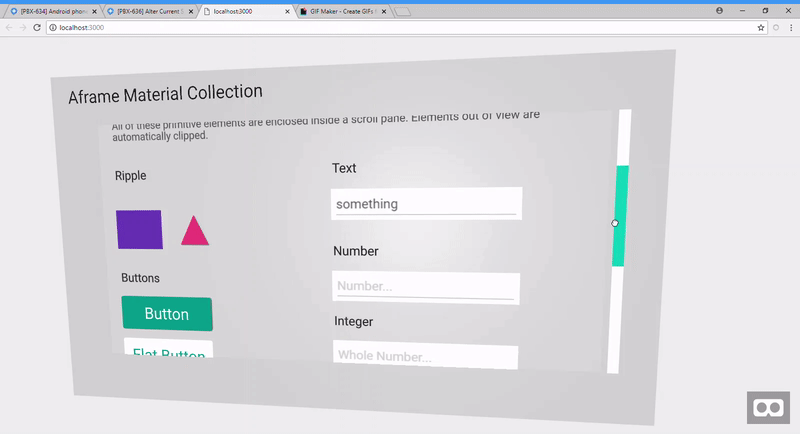 [PBX-634] Android phone
[PBX-636] Alter Current S
localhost:3000
GIF Maker - Create GIFs f
localhost:3000
Aframe Material Collection
All of these primitive elements are enclosed inside a scroll pane. Elements out of view are
automatically clipped.
Ripple
Text
something
Number
Buttons
Number...
Button
Integer
Flat Button
Whole Number...